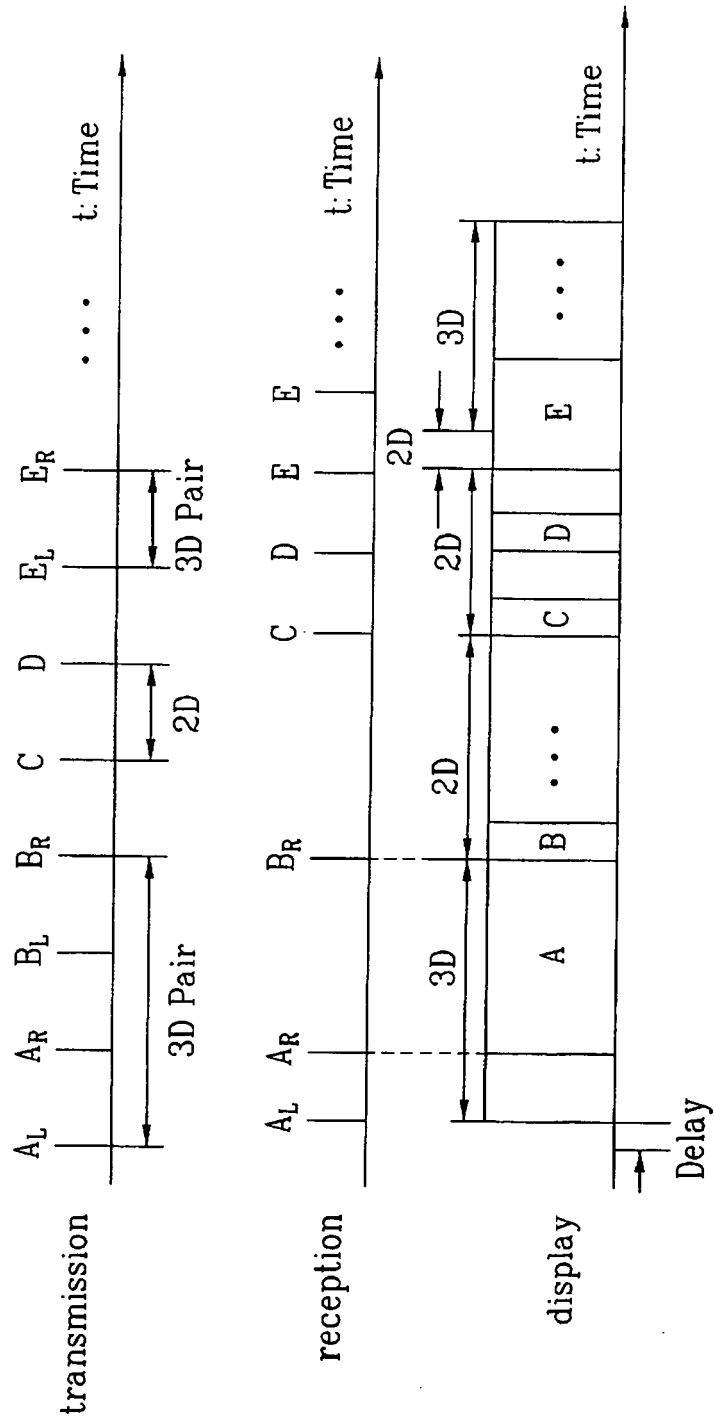 transmission
A_L A_R B_L B_R C D E_L E_R • • • t: Time
3D Pair 2D 3D Pair
reception
A_L A_R B_R C D E E • • • t: Time
display
3D 2D 2D 2D 3D
A B • • • C D E • • • t: Time
Delay